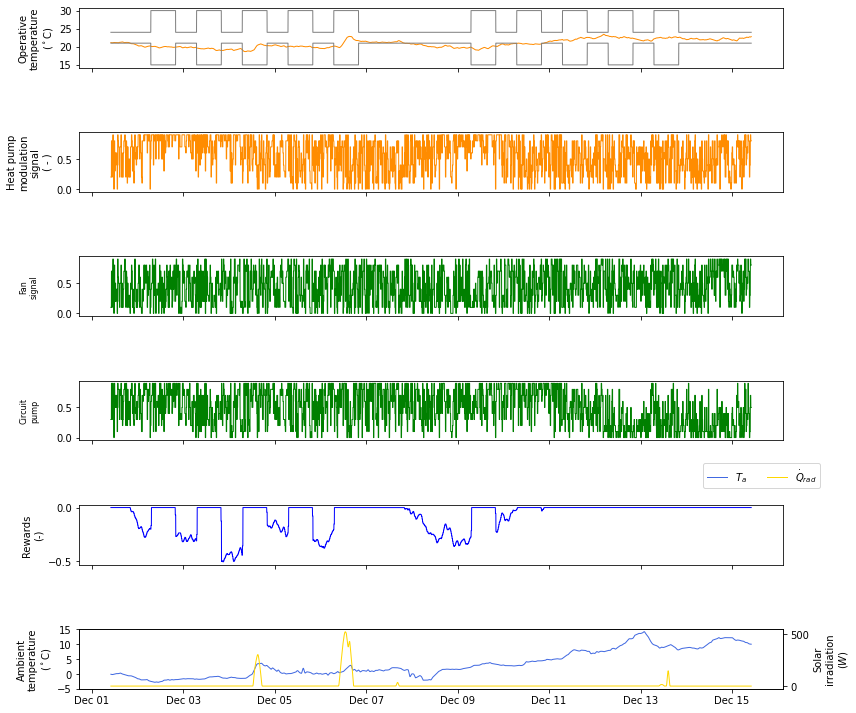 Operative
temperature
(°C)
30
25
20
15
Heat pump
modulation
signal
( - )
0.5
0.0
Fan
signal
0.5
0.0
Circuit
pump
0.5
0.0
T_a Q̇_rad
Rewards
(-)
0.0
−0.5
Ambient
temperature
(°C)
15
10
5
0
−5
500
0
Solar
irradiation
(W)
Dec 01 Dec 03 Dec 05 Dec 07 Dec 09 Dec 11 Dec 13 Dec 15